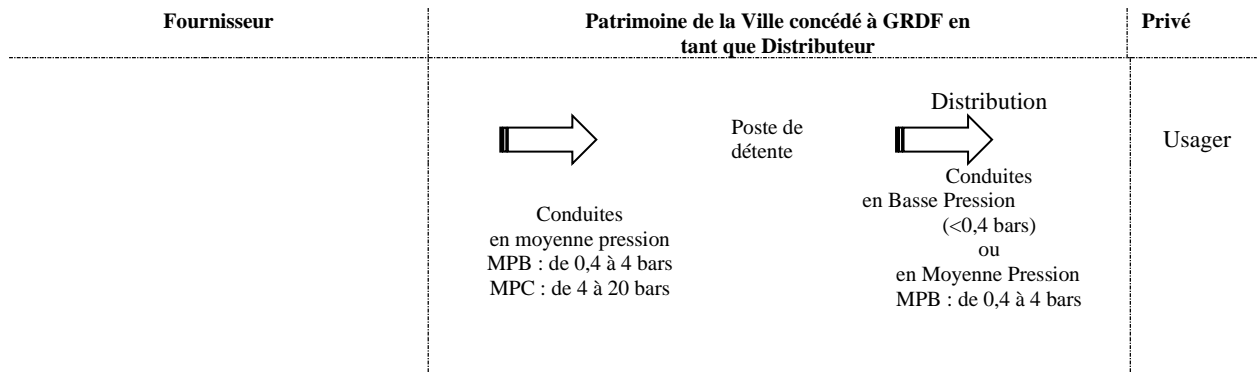 Fournisseur
Patrimoine de la Ville concédé à GRDF en
tant que Distributeur
Privé
Conduites
en moyenne pression
MPB : de 0,4 à 4 bars
MPC : de 4 à 20 bars
Poste de
détente
Distribution
Conduites
en Basse Pression
(<0,4 bars)
ou
en Moyenne Pression
MPB : de 0,4 à 4 bars
Usager